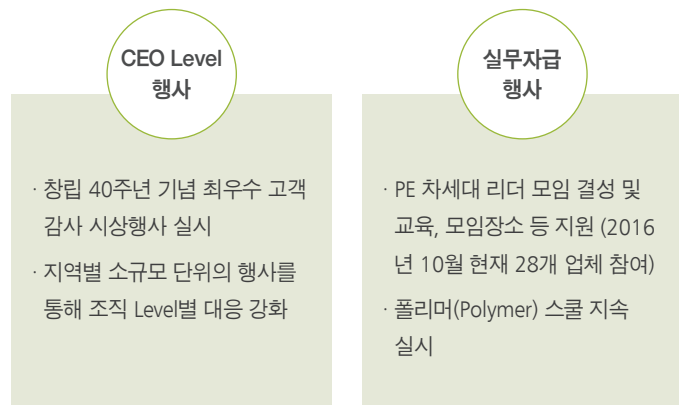 CEO Level
행사
· 창립 40주년 기념 최우수 고객
감사 시상행사 실시
· 지역별 소규모 단위의 행사를
통해 조직 Level별 대응 강화
실무자급
행사
· PE 차세대 리더 모임 결성 및
교육, 모임장소 등 지원 (2016
년 10월 현재 28개 업체 참여)
· 폴리머(Polymer) 스쿨 지속
실시